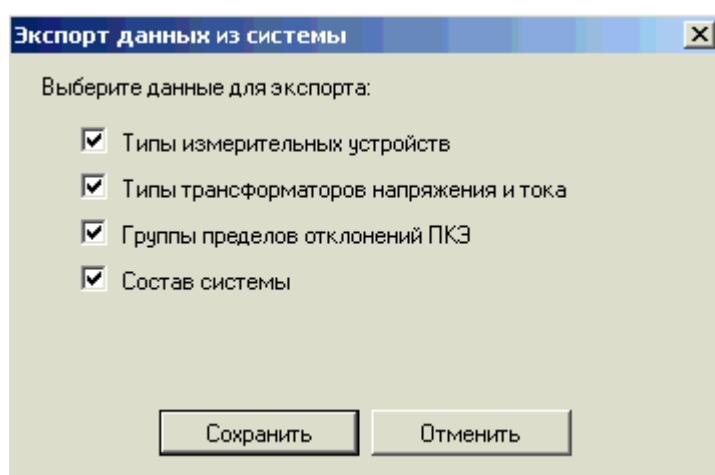 Экспорт данных из системы
Выберите данные для экспорта:
Типы измерительных устройств
Типы трансформаторов напряжения и тока
Группы пределов отклонений ПКЭ
Состав системы
Сохранить Отменить